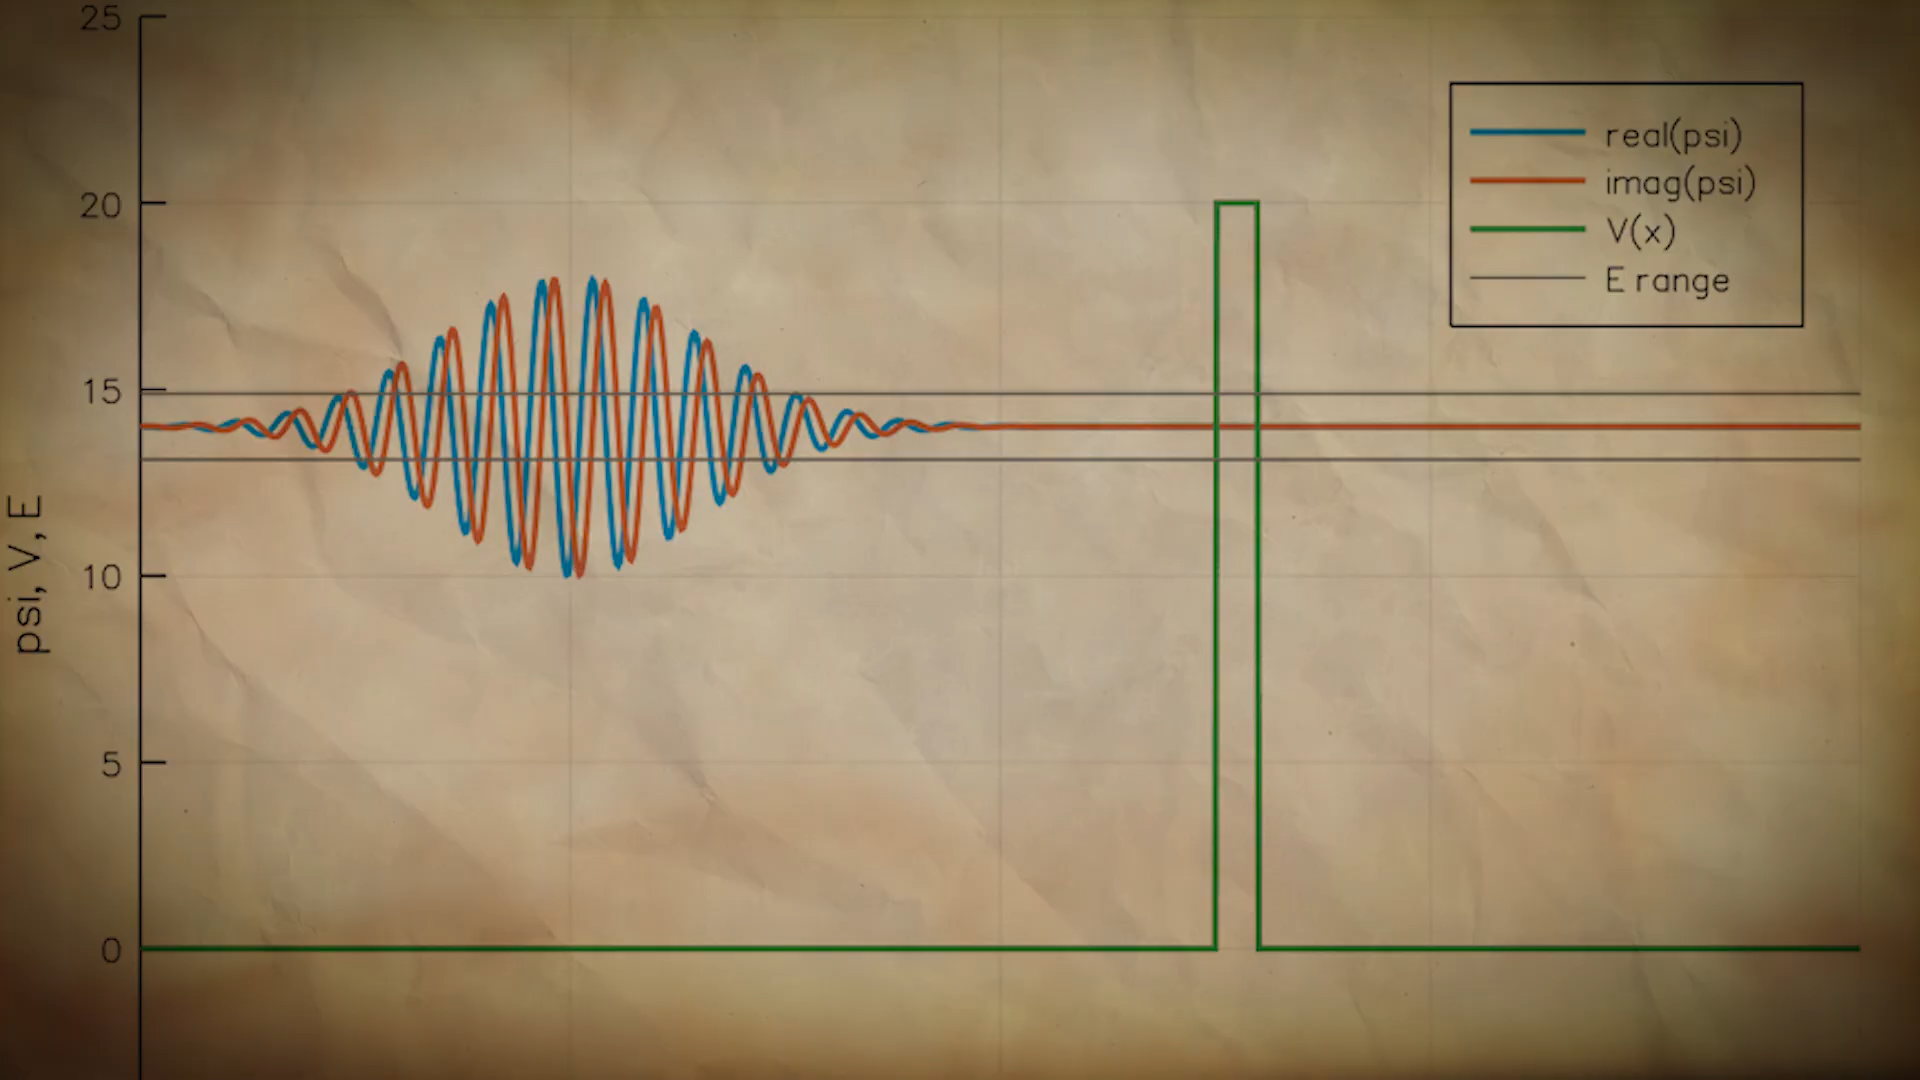 25
20
15
10
5
0
psi, V, E
real(psi)
imag(psi)
V(x)
E range